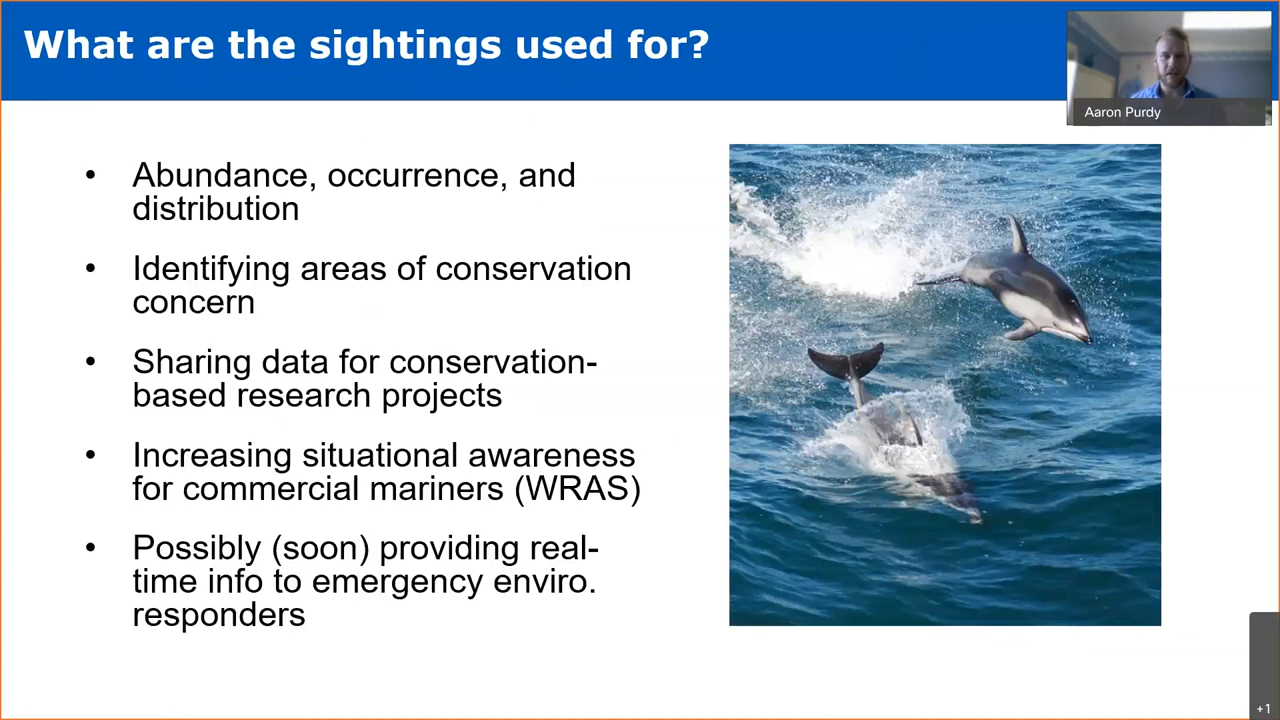 What are the sightings used for?
Aaron Purdy
• Abundance, occurrence, and
distribution
• Identifying areas of conservation
concern
• Sharing data for conservation-
based research projects
• Increasing situational awareness
for commercial mariners (WRAS)
• Possibly (soon) providing real-
time info to emergency enviro.
responders
+1